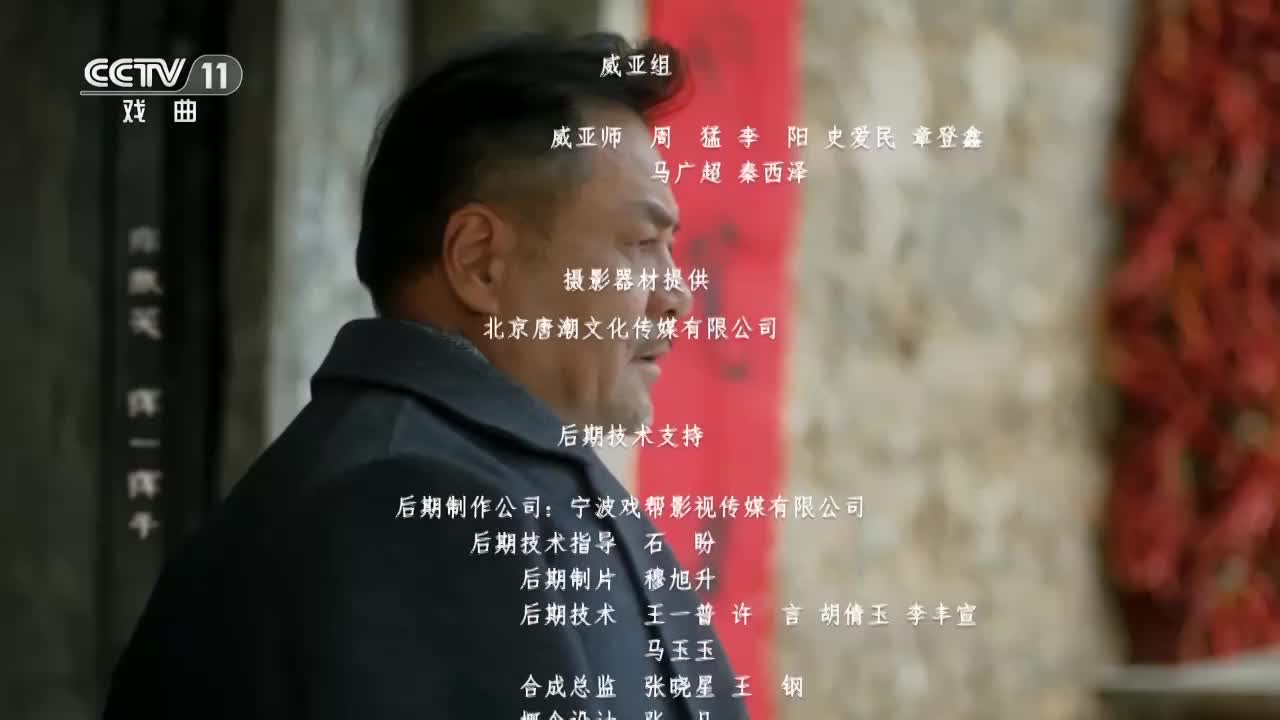 CCTV 11
戏曲
威亚组
威亚师 周 猛 李 阳 史爱民 章登鑫
马广超 秦西泽
摄影器材提供
北京唐潮文化传媒有限公司
后期技术支持
后期制作公司：宁波戏帮影视传媒有限公司
后期技术指导 石 盼
后期制片 穆旭升
后期技术 王一普 许 言 胡倩玉 李丰宣
马玉玉
合成总监 张晓星 王 钢